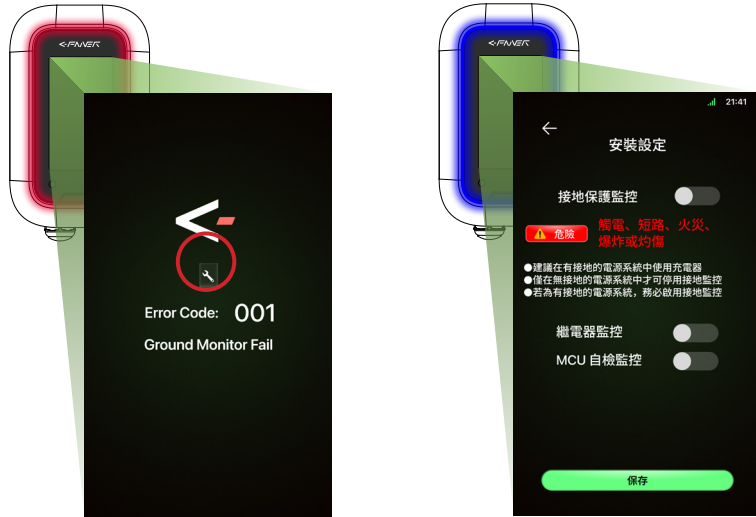 Error Code: 001
Ground Monitor Fail
21:41
安裝設定
接地保護監控
危險
觸電、短路、火災、
爆炸或灼傷
●建議在有接地的電源系統中使用充電器
●僅在無接地的電源系統中才可停用接地監控
●若為有接地的電源系統，務必啟用接地監控
繼電器監控
MCU 自檢監控
保存